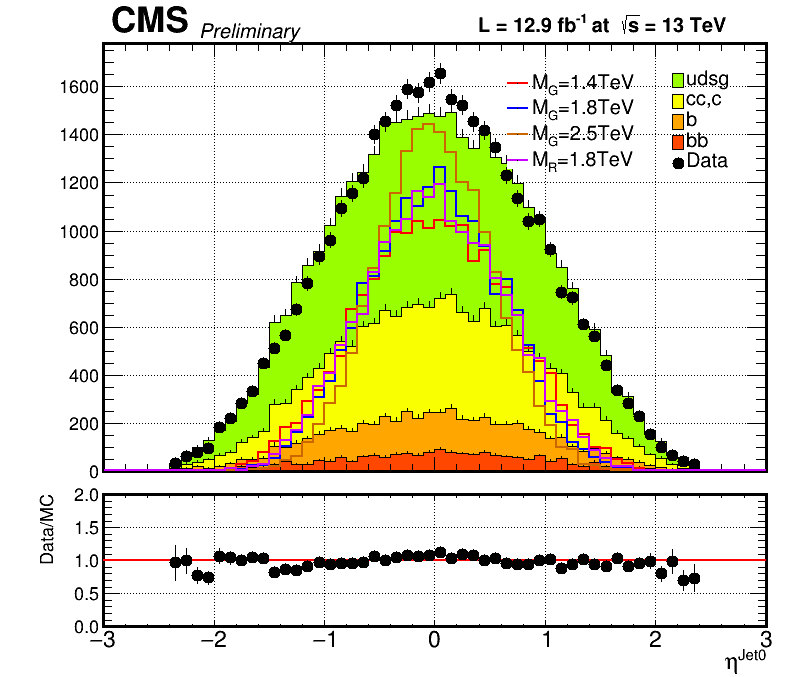 CMS Preliminary L = 12.9 fb⁻¹ at √s = 13 TeV
1600
1400
1200
1000
800
600
400
200
0
M_G=1.4TeV
M_G=1.8TeV
M_G=2.5TeV
M_R=1.8TeV
udsg
cc,c
b
bb
Data
Data/MC
2.0
1.5
1.0
0.5
0.0
−3 −2 −1 0 1 2 3
η^Jet0